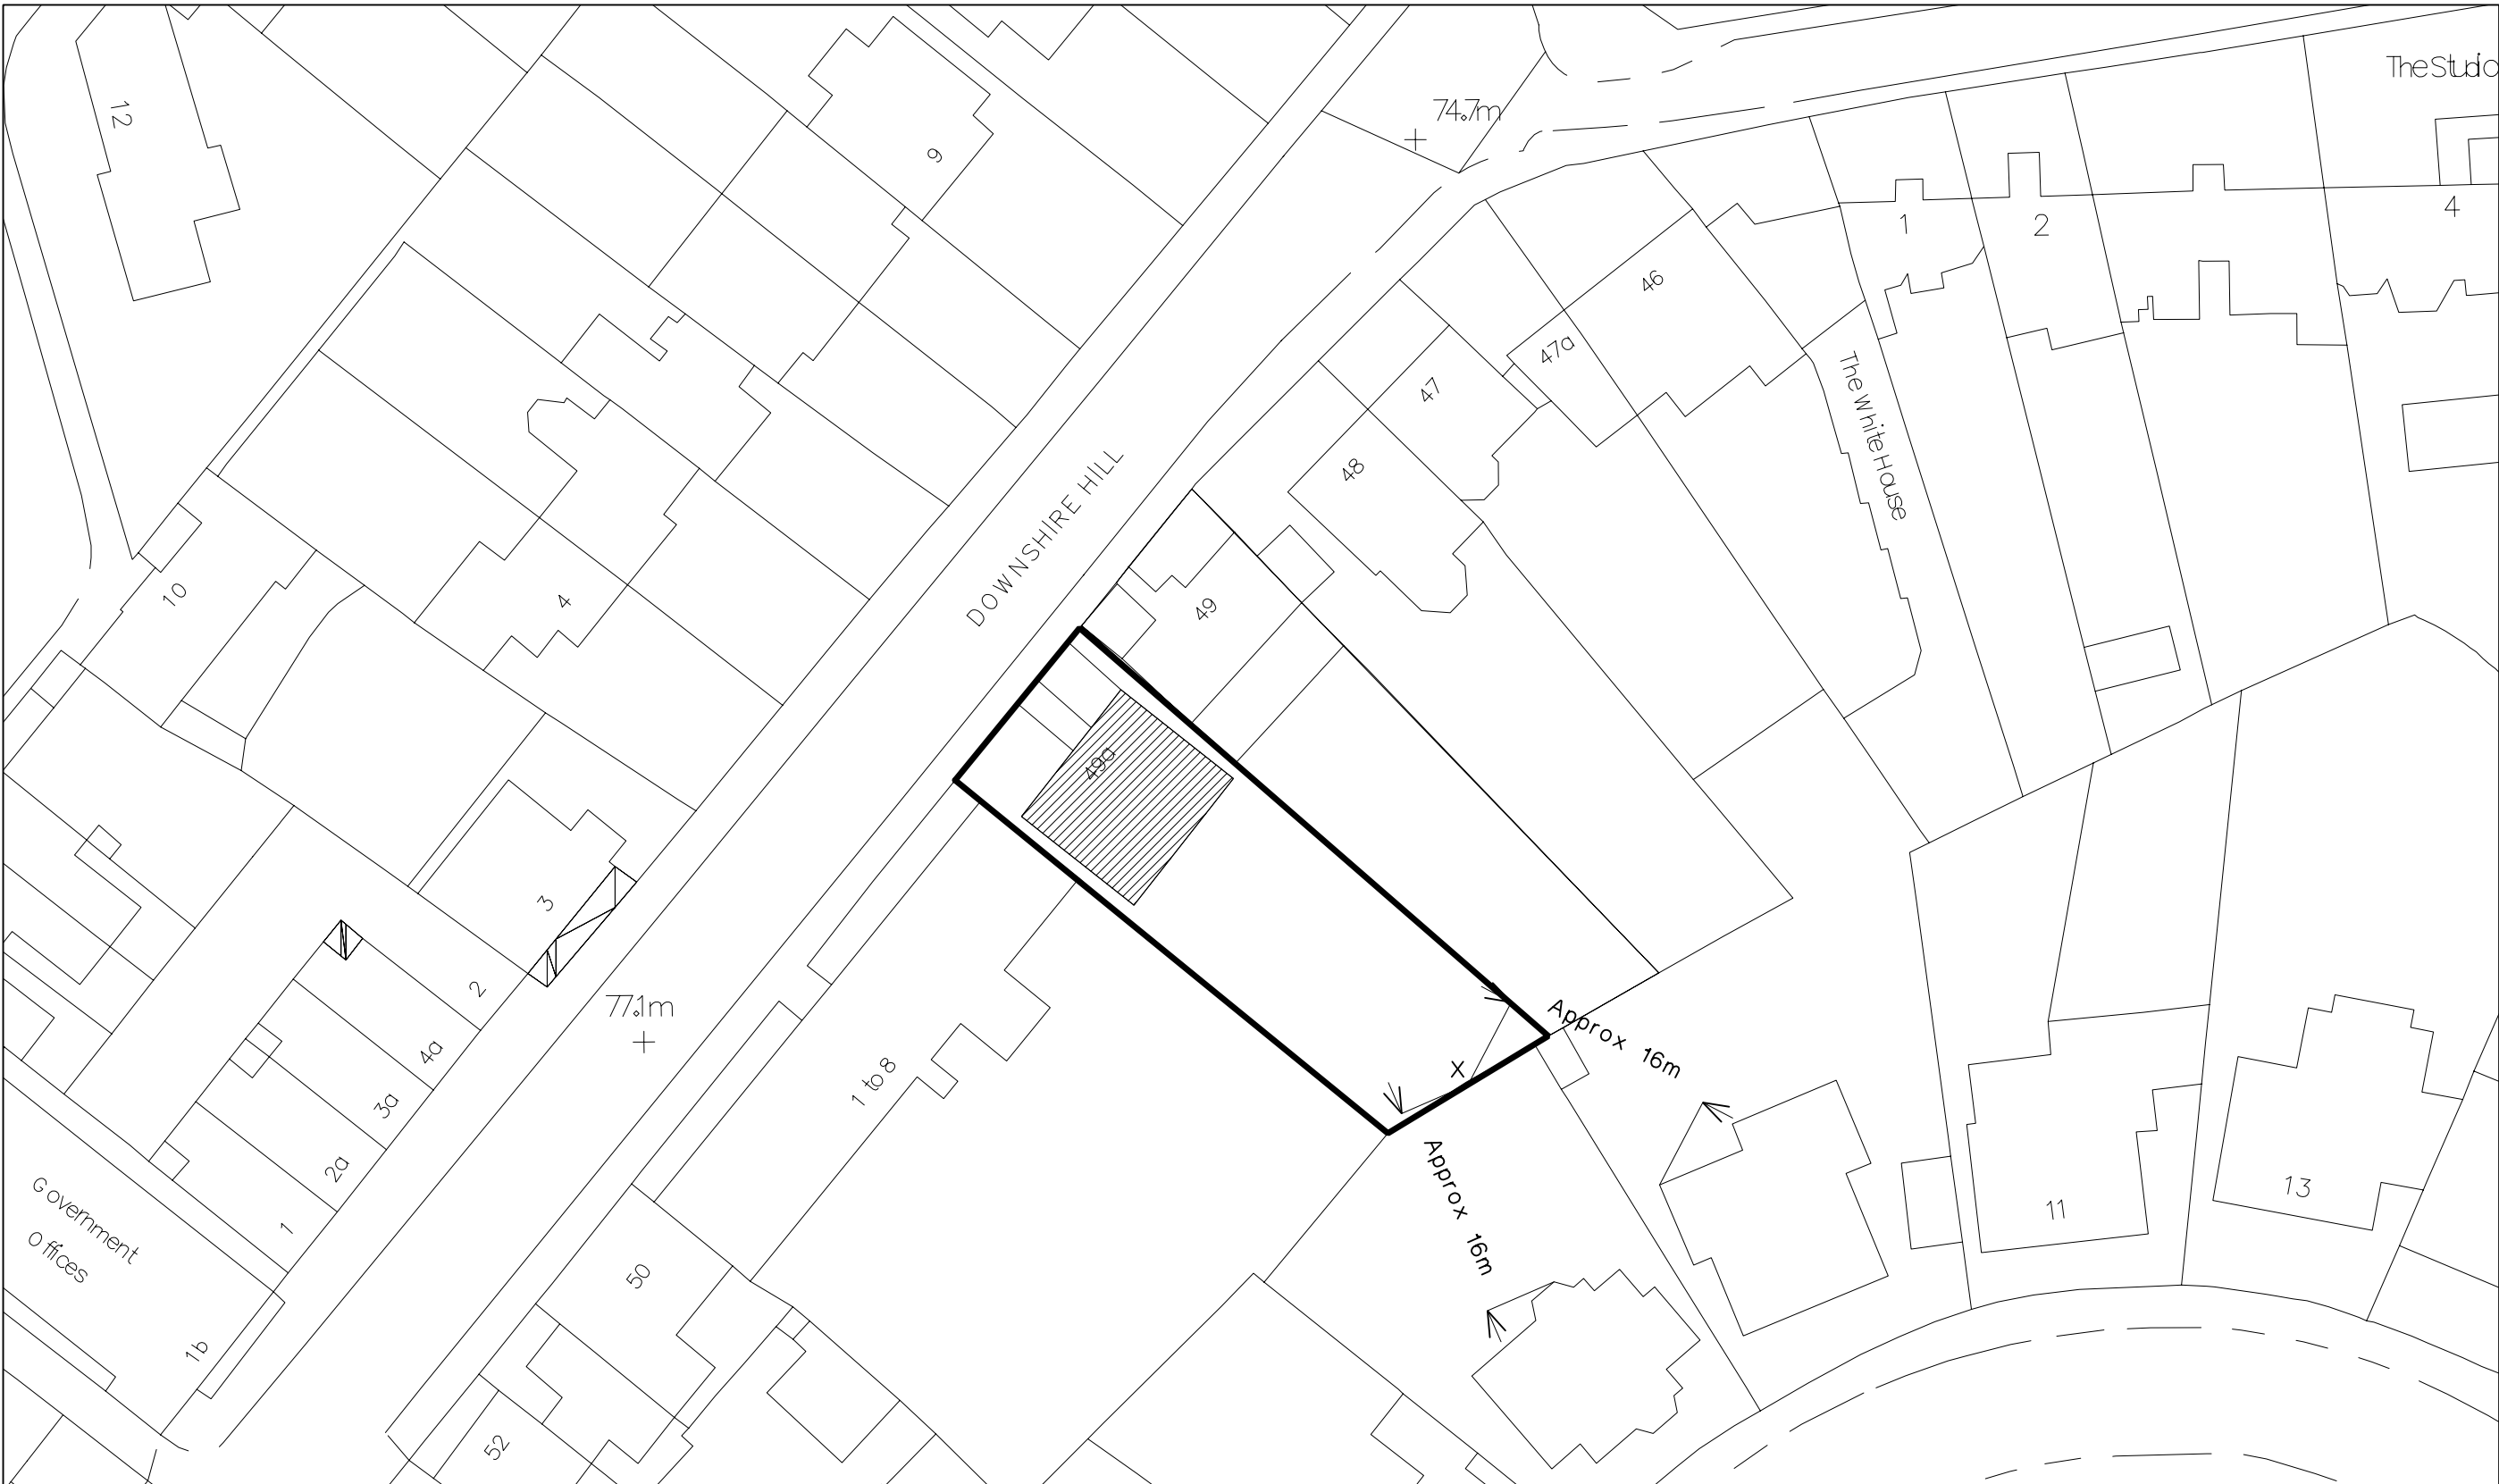 The Studio
74.7m
12
9
1
2
4
46
47a
47
The White House
48
DOWNSHIRE HILL
10
4
49
49a
3
2
77.1m
Approx 16m
X
4a
1 to 8
3a
Approx 16m
2a
Government
Offices
1
11
13
50
1b
52